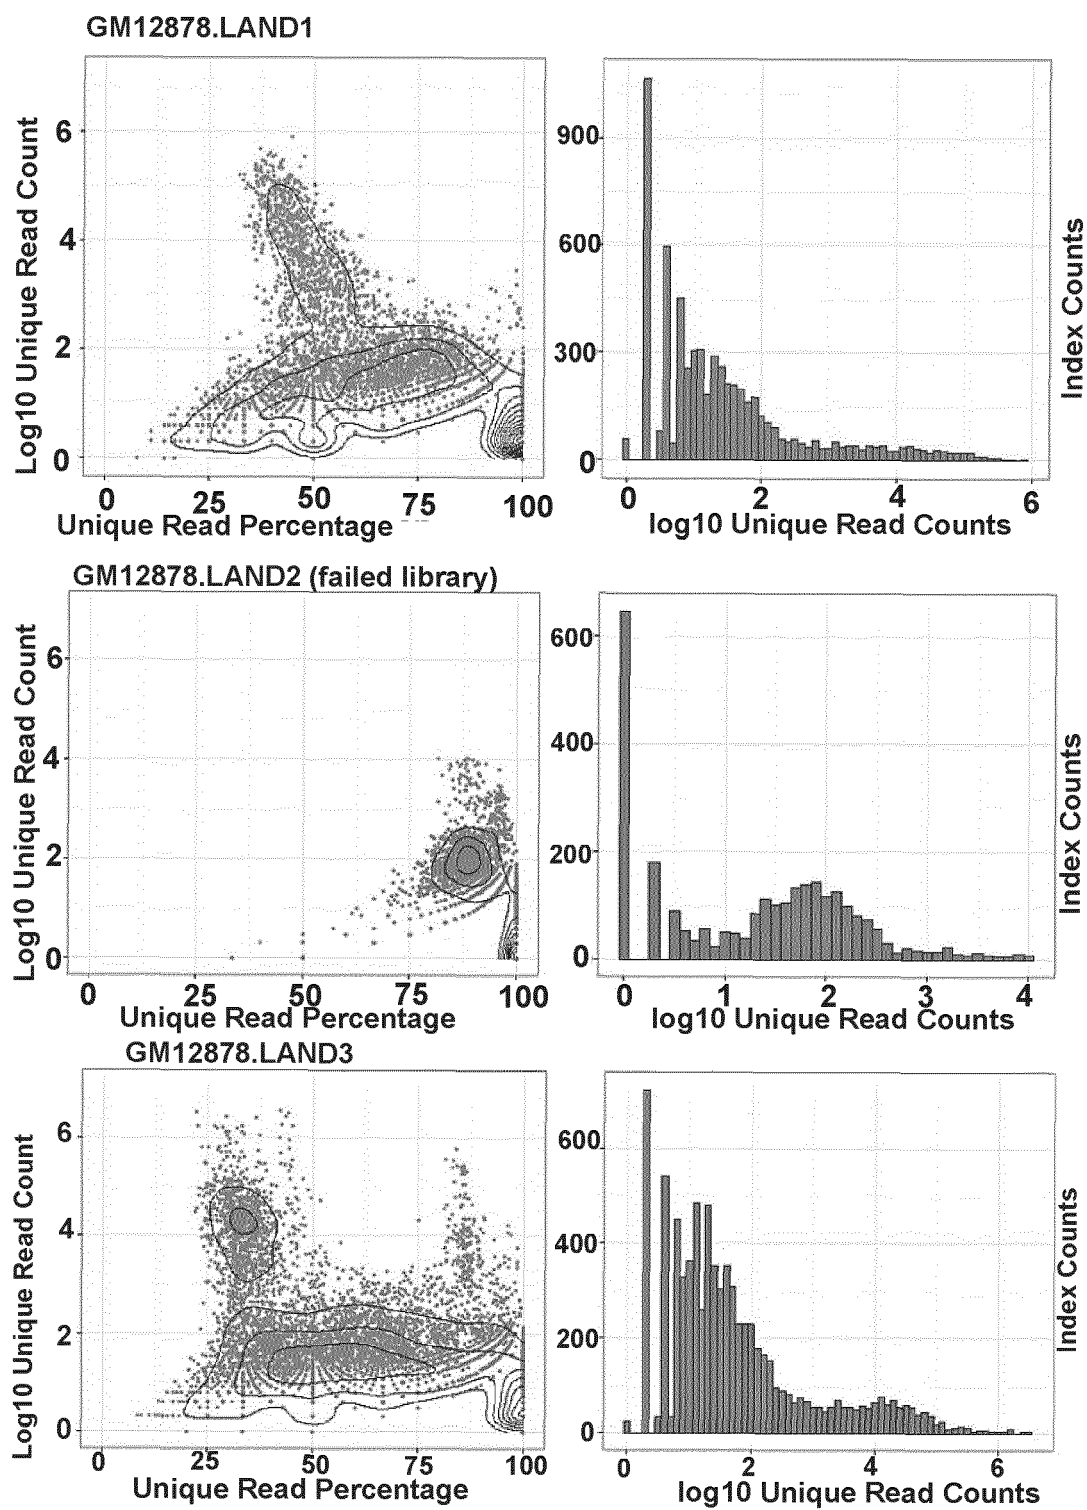 GM12878.LAND1
Log10 Unique Read Count
6
4
2
0
0 25 50 75 100
Unique Read Percentage
900
600
300
0
0 2 4 6
log10 Unique Read Counts
Index Counts
GM12878.LAND2 (failed library)
Log10 Unique Read Count
6
4
2
0
0 25 50 75 100
Unique Read Percentage
600
400
200
0
0 1 2 3 4
log10 Unique Read Counts
Index Counts
GM12878.LAND3
Log10 Unique Read Count
6
4
2
0
0 25 50 75 100
Unique Read Percentage
600
400
200
0
0 2 4 6
log10 Unique Read Counts
Index Counts